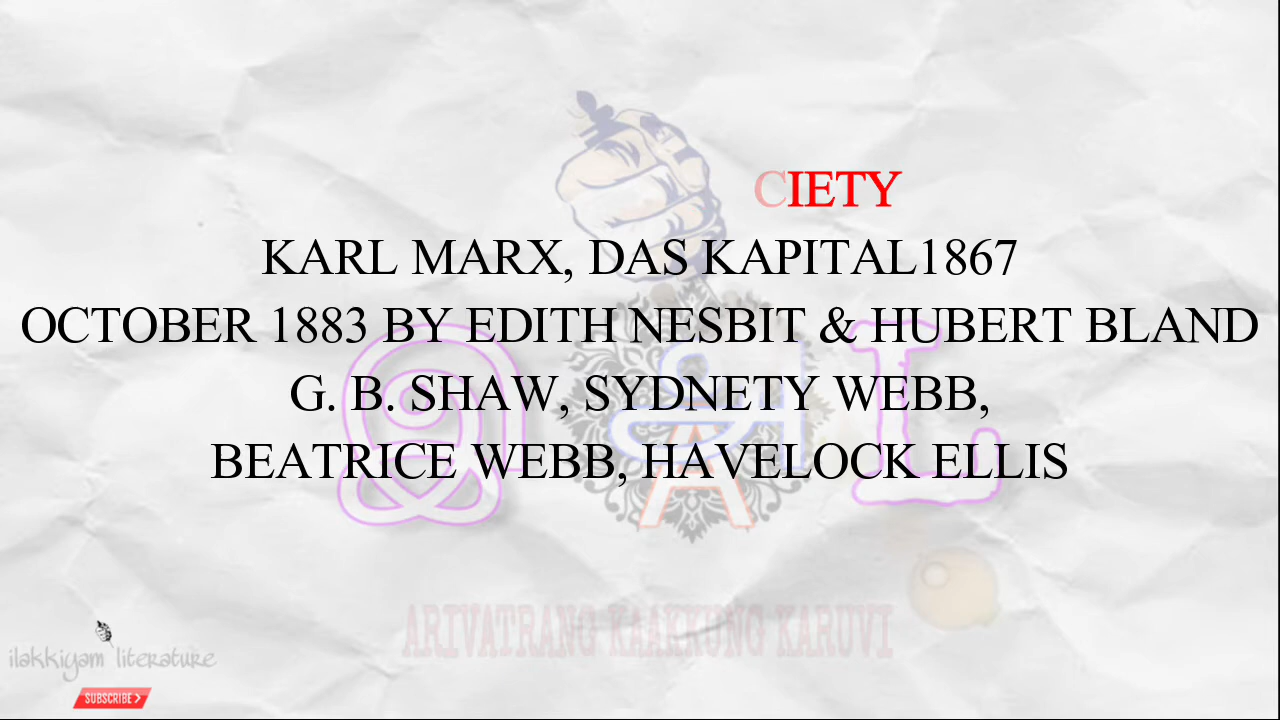 CIETY
KARL MARX, DAS KAPITAL1867
OCTOBER 1883 BY EDITH NESBIT & HUBERT BLAND
G. B. SHAW, SYDNETY WEBB,
BEATRICE WEBB, HAVELOCK ELLIS
ARIVATRANG KAAKKUNG KARUVI
ilakkiyam literature
SUBSCRIBE >